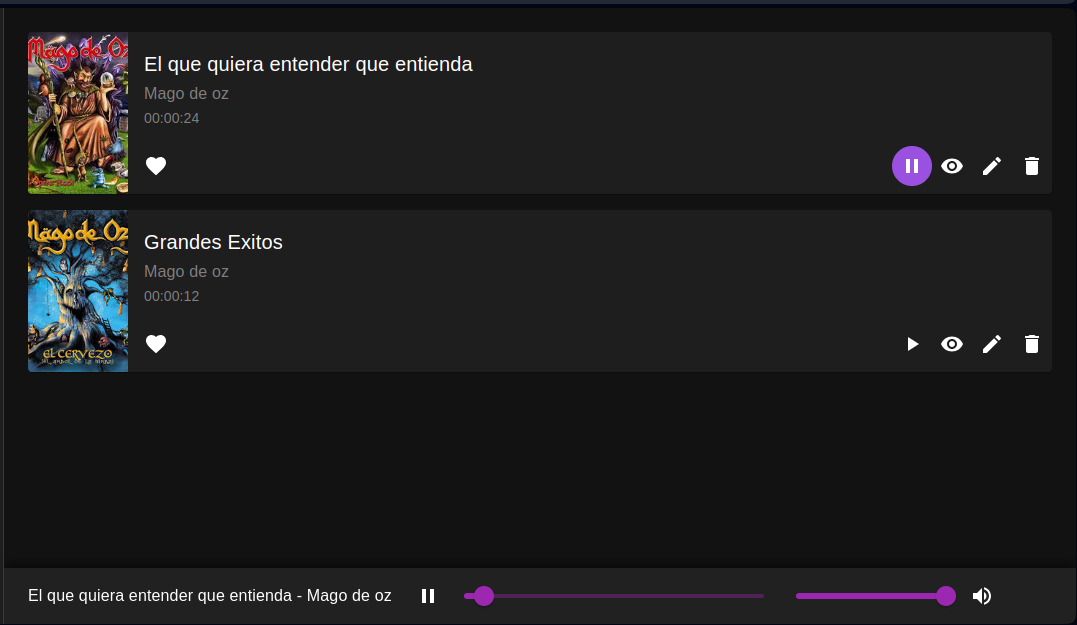 Mägo de Oz
El que quiera entender que entienda
Mago de oz
00:00:24
Mägo de Oz
EL CERVEZO
Grandes Exitos
Mago de oz
00:00:12
El que quiera entender que entienda - Mago de oz